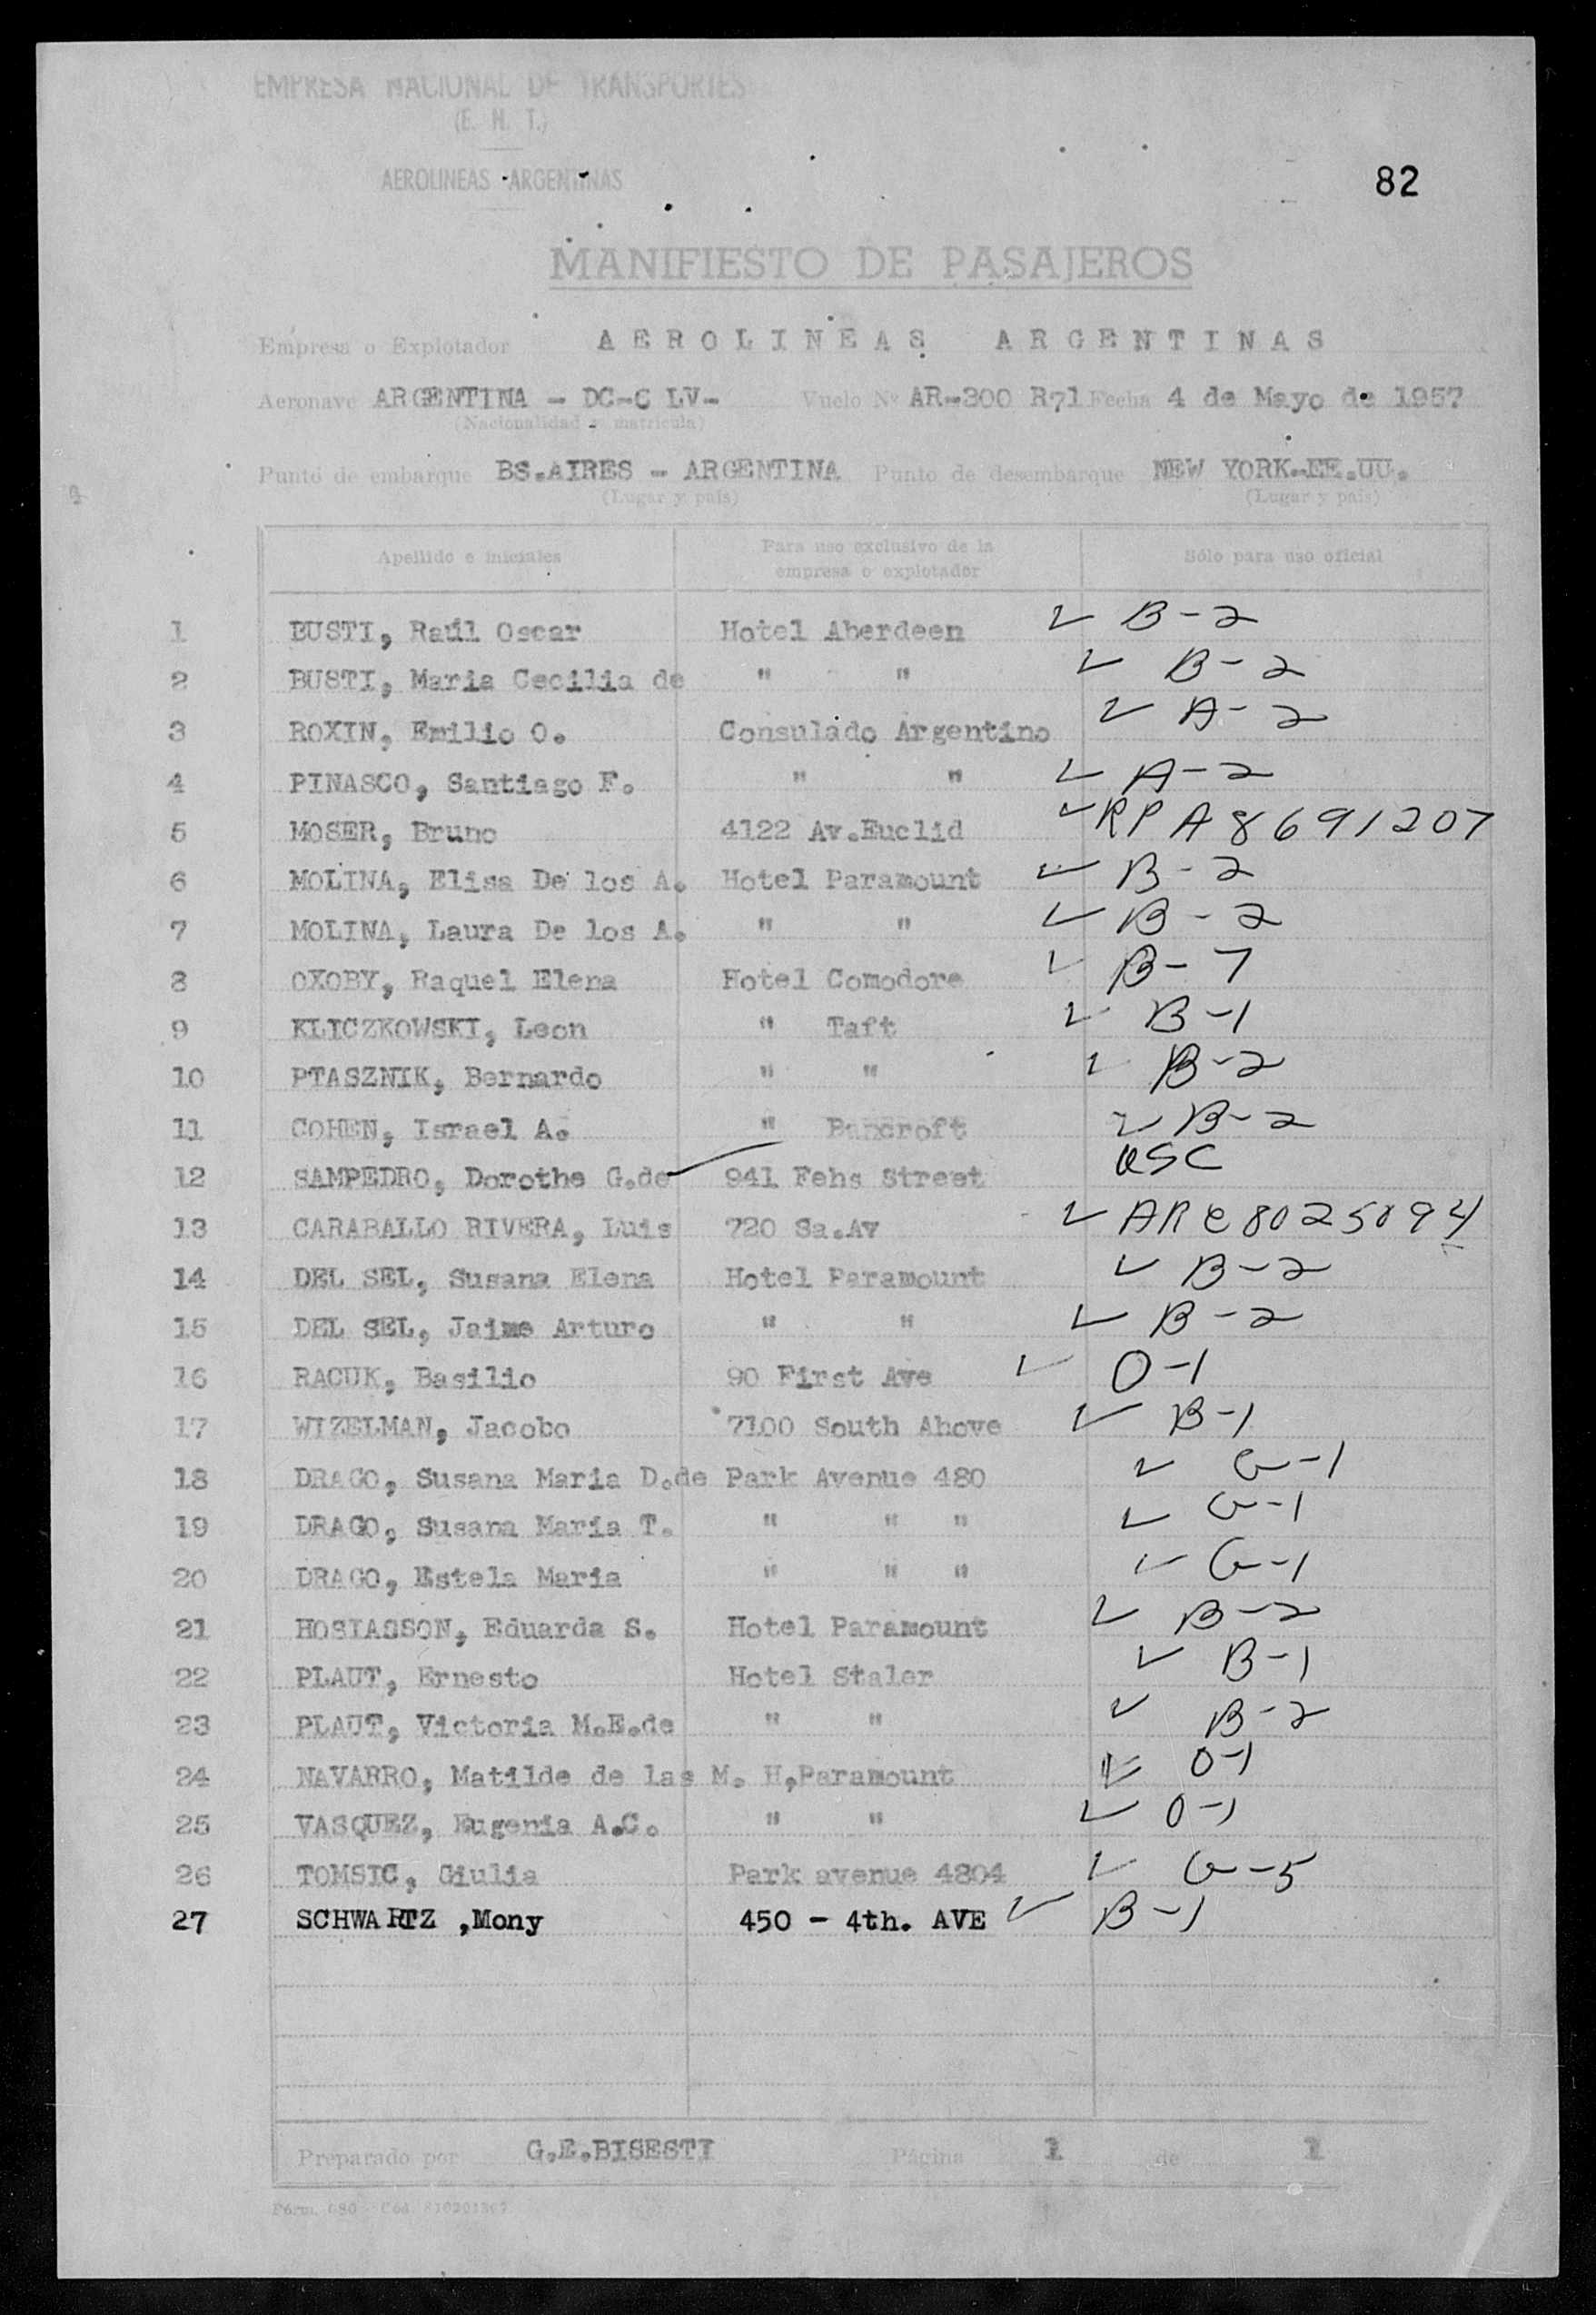 EMPRESA NACIONAL DE TRANSPORTES
(E. N. T.)
AEROLINEAS ARGENTINAS
82
MANIFIESTO DE PASAJEROS
Empresa o Explotador AEROLINEAS ARGENTINAS
Aeronave ARGENTINA - DC-6 LV- Vuelo Nº AR-300 R71 Fecha 4 de Mayo de 1957
(Nacionalidad y matrícula)
Punto de embarque BS.AIRES - ARGENTINA Punto de desembarque NEW YORK-EE.UU.
(Lugar y país) (Lugar y país)
Apellido e iniciales Para uso exclusivo de la empresa o explotador Sólo para uso oficial
1 BUSTI, Raúl Oscar Hotel Aberdeen ✓ B-2
2 BUSTI, Maria Cecilia de " " ✓ B-2
3 ROXIN, Emilio O. Consulado Argentino ✓ A-2
4 PINASCO, Santiago F. " " ✓ A-2
5 MOSER, Bruno 4122 Av.Euclid ✓ RP A8691207
6 MOLINA, Elisa De los A. Hotel Paramount ✓ B-2
7 MOLINA, Laura De los A. " " ✓ B-2
8 OXOBY, Raquel Elena Hotel Comodore ✓ B-7
9 KLICZKOWSKI, Leon " Taft ✓ B-1
10 PTASZNIK, Bernardo " " ✓ B-2
11 COHEN, Israel A. " Bancroft ✓ B-2
12 SAMPEDRO, Dorothe G.de ✓ 941 Fehs Street USC
13 CARABALLO RIVERA, Luis 720 Sa.Av ✓ ARC 8025094
14 DEL SEL, Susana Elena Hotel Paramount ✓ B-2
15 DEL SEL, Jaime Arturo " " ✓ B-2
16 RACUK, Basilio 90 First Ave ✓ O-1
17 WIZELMAN, Jacobo 7100 South Ahove ✓ B-1
18 DRAGO, Susana Maria D.de Park Avenue 480 ✓ G-1
19 DRAGO, Susana Maria T. " " " ✓ G-1
20 DRAGO, Estela Maria " " " ✓ G-1
21 HOSIASSON, Eduarda S. Hotel Paramount ✓ B-2
22 PLAUT, Ernesto Hotel Staler ✓ B-1
23 PLAUT, Victoria M.E.de " " ✓ B-2
24 NAVARRO, Matilde de las M. H,Paramount ✓ O-1
25 VASQUEZ, Eugenia A.C. " " ✓ O-1
26 TOMSIC, Giulia Park avenue 4804 ✓ G-5
27 SCHWARTZ ,Mony 450 - 4th. AVE ✓ B-1
Preparado por G.E.BISESTI Página 1 de 1